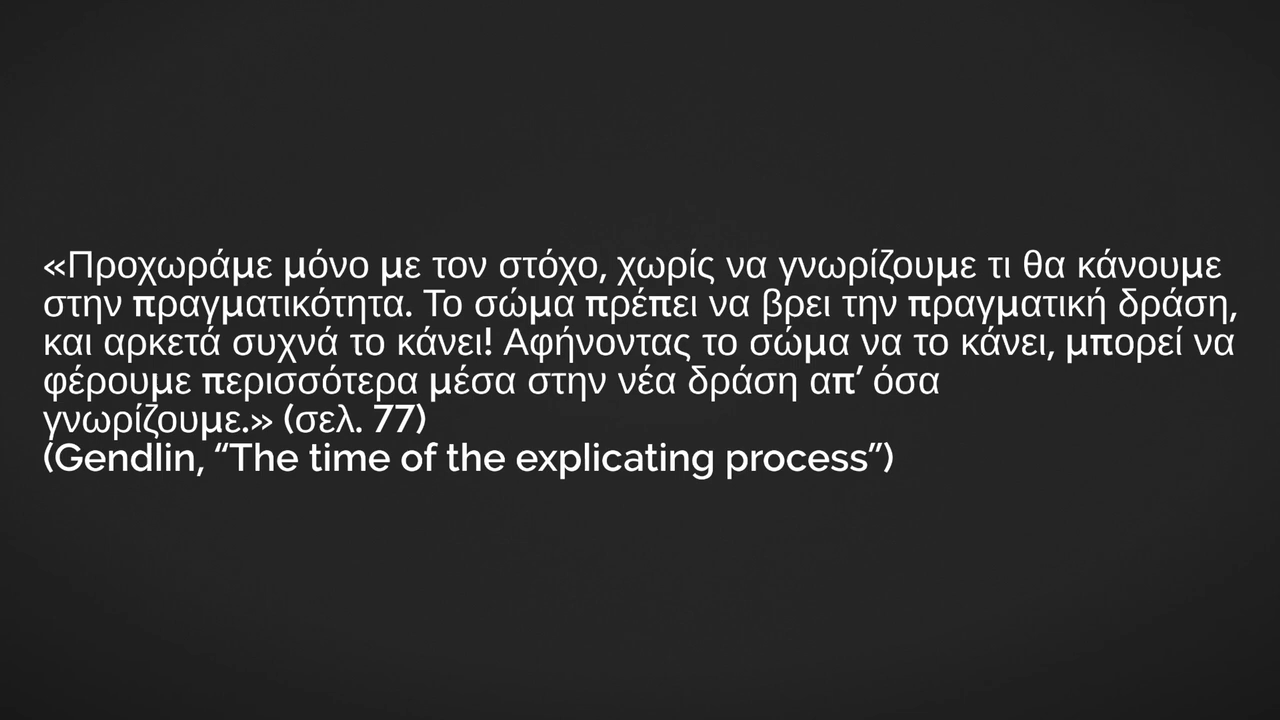 «Προχωράμε μόνο με τον στόχο, χωρίς να γνωρίζουμε τι θα κάνουμε
στην πραγματικότητα. Το σώμα πρέπει να βρει την πραγματική δράση,
και αρκετά συχνά το κάνει! Αφήνοντας το σώμα να το κάνει, μπορεί να
φέρουμε περισσότερα μέσα στην νέα δράση απ’ όσα
γνωρίζουμε.» (σελ. 77)
(Gendlin, “The time of the explicating process”)